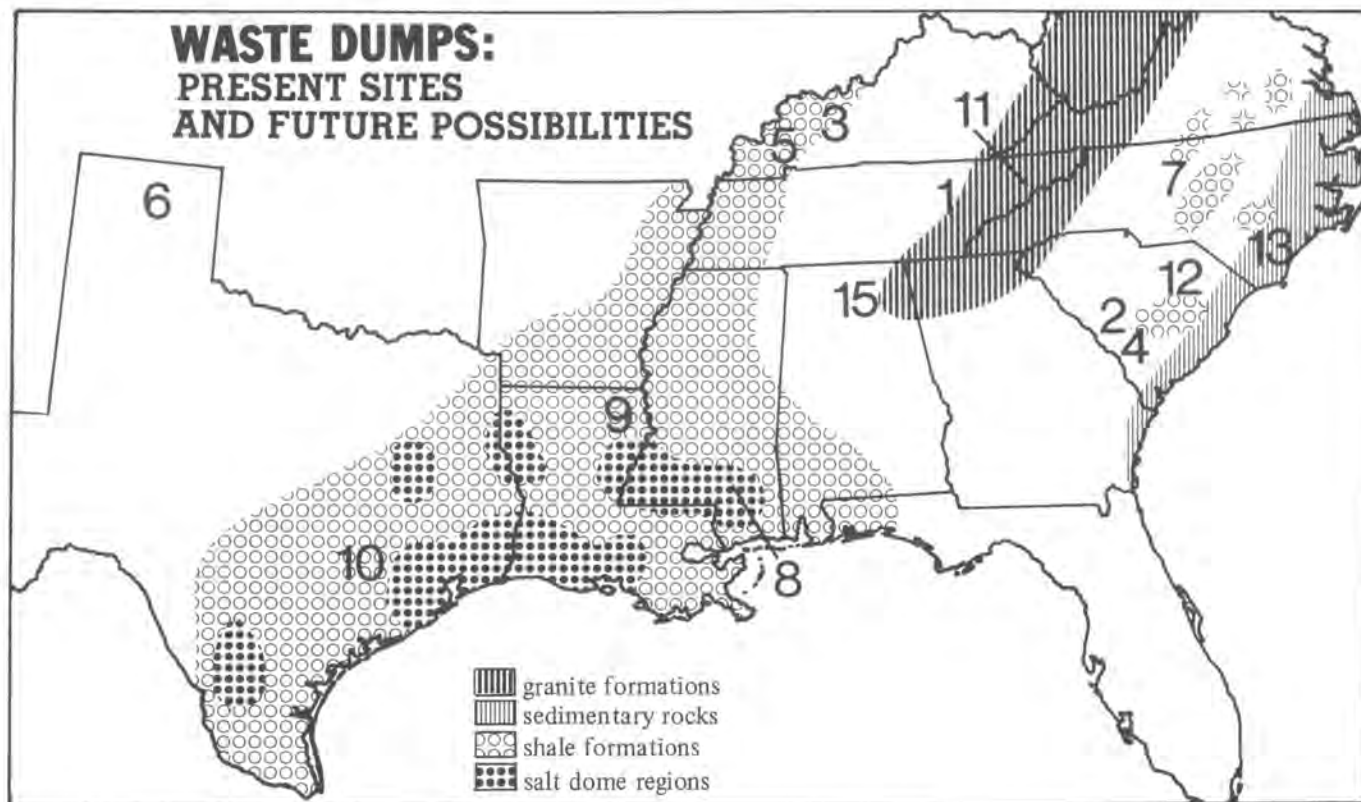 WASTE DUMPS:
PRESENT SITES
AND FUTURE POSSIBILITIES
11
5
3
6
7
1
13
15
12
2
4
9
10
8
granite formations
sedimentary rocks
shale formations
salt dome regions